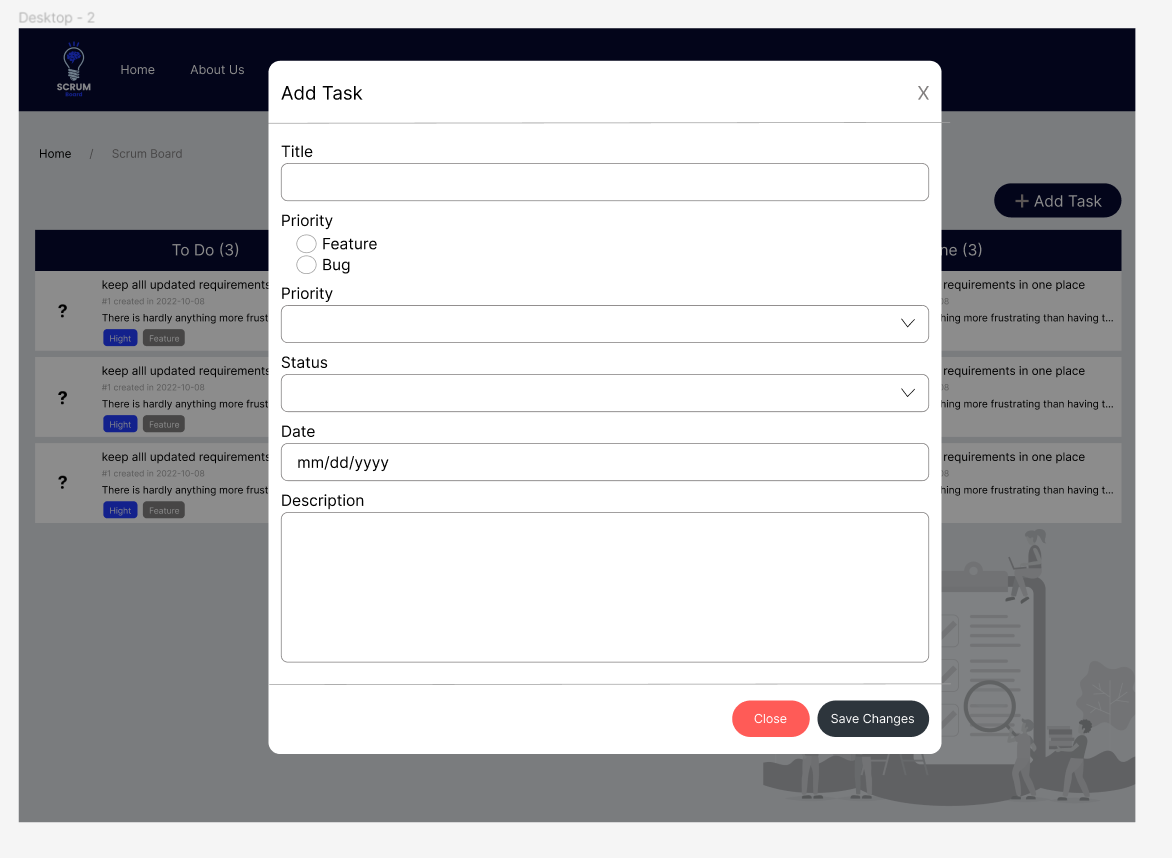 Desktop - 2
SCRUM
Board
Home
About Us
Home / Scrum Board
+ Add Task
To Do (3)
keep alll updated requirements
#1 created in 2022-10-08
There is hardly anything more frust
?
Hight
Feature
keep alll updated requirements
#1 created in 2022-10-08
There is hardly anything more frust
?
Hight
Feature
keep alll updated requirements
#1 created in 2022-10-08
There is hardly anything more frust
?
Hight
Feature
Add Task
X
Title
Priority
Feature
Bug
Priority
Status
Date
mm/dd/yyyy
Description
Close
Save Changes
ne (3)
requirements in one place
hing more frustrating than having t...
requirements in one place
hing more frustrating than having t...
requirements in one place
hing more frustrating than having t...